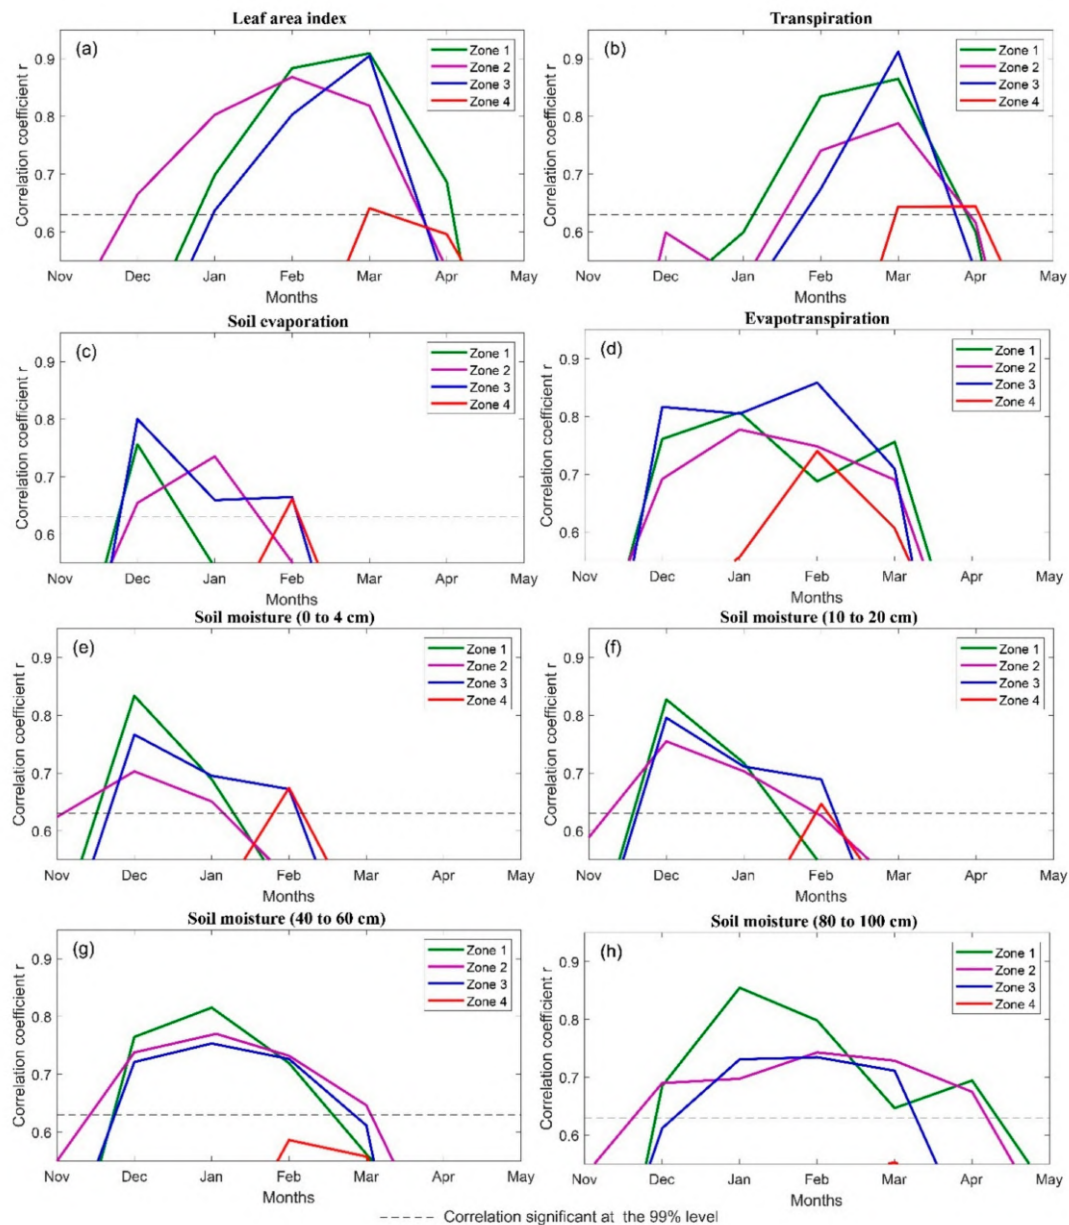 Leaf area index
(a)
Correlation coefficient r
0.9
0.8
0.7
0.6
Zone 1
Zone 2
Zone 3
Zone 4
Nov Dec Jan Feb Mar Apr May
Months
Transpiration
(b)
Correlation coefficient r
0.9
0.8
0.7
0.6
Zone 1
Zone 2
Zone 3
Zone 4
Nov Dec Jan Feb Mar Apr May
Months
Soil evaporation
(c)
Correlation coefficient r
0.9
0.8
0.7
0.6
Zone 1
Zone 2
Zone 3
Zone 4
Nov Dec Jan Feb Mar Apr May
Months
Evapotranspiration
(d)
Correlation coefficient r
0.9
0.8
0.7
0.6
Zone 1
Zone 2
Zone 3
Zone 4
Nov Dec Jan Feb Mar Apr May
Months
Soil moisture (0 to 4 cm)
(e)
Correlation coefficient r
0.9
0.8
0.7
0.6
Zone 1
Zone 2
Zone 3
Zone 4
Nov Dec Jan Feb Mar Apr May
Months
Soil moisture (10 to 20 cm)
(f)
Correlation coefficient r
0.9
0.8
0.7
0.6
Zone 1
Zone 2
Zone 3
Zone 4
Nov Dec Jan Feb Mar Apr May
Months
Soil moisture (40 to 60 cm)
(g)
Correlation coefficient r
0.9
0.8
0.7
0.6
Zone 1
Zone 2
Zone 3
Zone 4
Nov Dec Jan Feb Mar Apr May
Months
Soil moisture (80 to 100 cm)
(h)
Correlation coefficient r
0.9
0.8
0.7
0.6
Zone 1
Zone 2
Zone 3
Zone 4
Nov Dec Jan Feb Mar Apr May
Months
Correlation significant at the 99% level